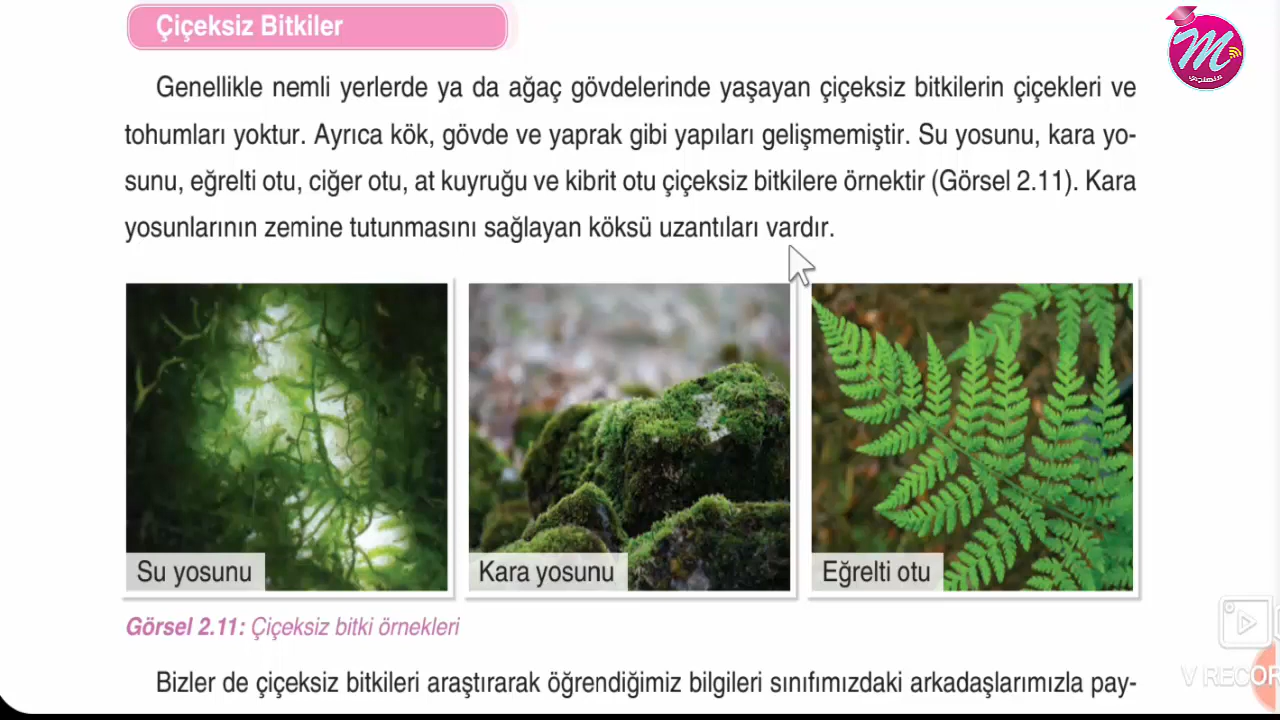 Çiçeksiz Bitkiler
Genellikle nemli yerlerde ya da ağaç gövdelerinde yaşayan çiçeksiz bitkilerin çiçekleri ve
tohumları yoktur. Ayrıca kök, gövde ve yaprak gibi yapıları gelişmemiştir. Su yosunu, kara yo-
sunu, eğrelti otu, ciğer otu, at kuyruğu ve kibrit otu çiçeksiz bitkilere örnektir (Görsel 2.11). Kara
yosunlarının zemine tutunmasını sağlayan köksü uzantıları vardır.
Su yosunu
Kara yosunu
Eğrelti otu
Görsel 2.11: Çiçeksiz bitki örnekleri
Bizler de çiçeksiz bitkileri araştırarak öğrendiğimiz bilgileri sınıfımızdaki arkadaşlarımızla pay-
V RECOR